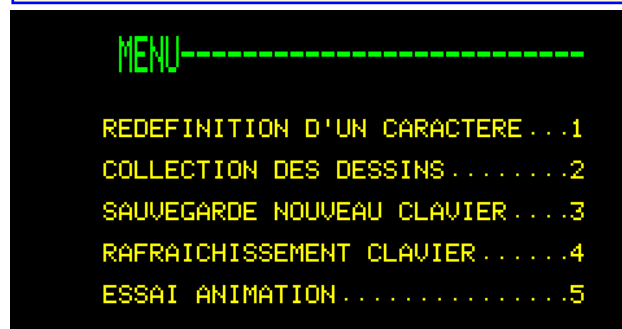 MENU--------------------------
REDEFINITION D'UN CARACTERE...1
COLLECTION DES DESSINS........2
SAUVEGARDE NOUVEAU CLAVIER....3
RAFRAICHISSEMENT CLAVIER......4
ESSAI ANIMATION...............5